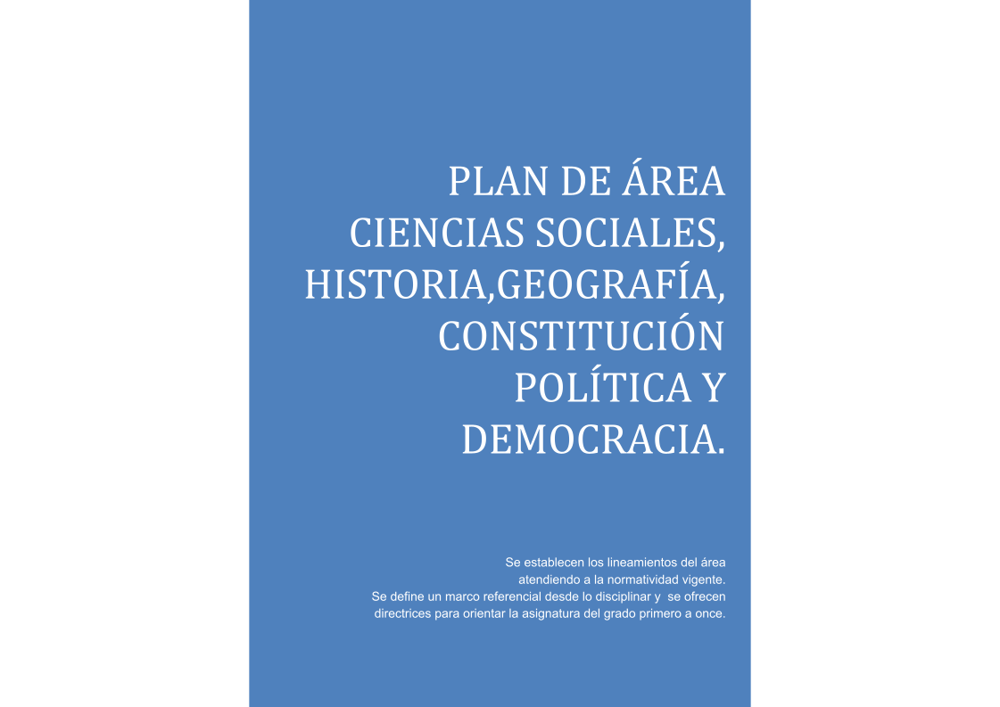 PLAN DE ÁREA
CIENCIAS SOCIALES,
HISTORIA,GEOGRAFÍA,
CONSTITUCIÓN
POLÍTICA Y
DEMOCRACIA.
Se establecen los lineamientos del área
atendiendo a la normatividad vigente.
Se define un marco referencial desde lo disciplinar y  se ofrecen
directrices para orientar la asignatura del grado primero a once.